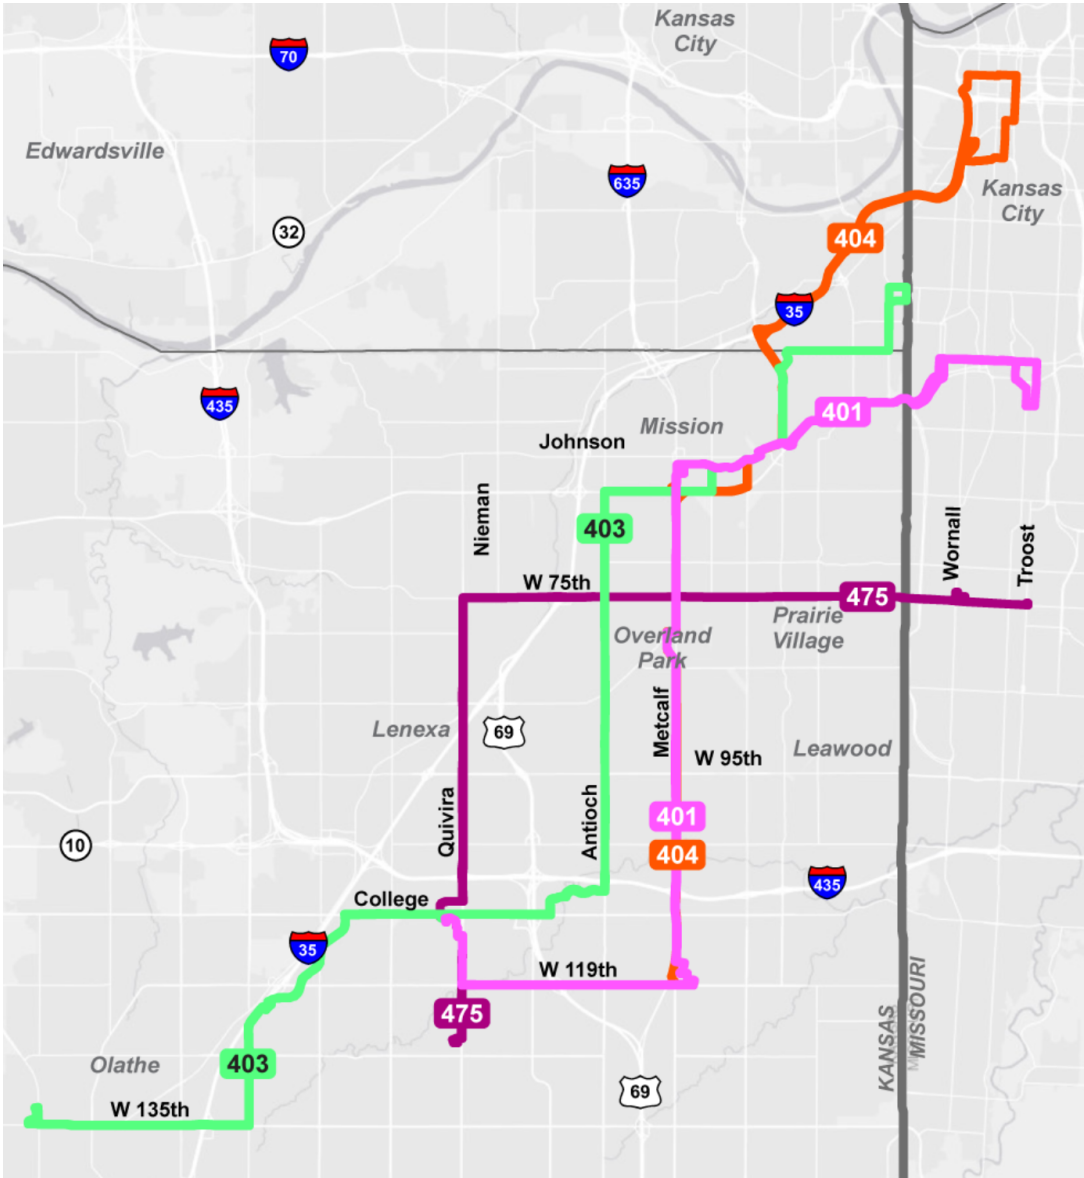 Kansas
City
70
Edwardsville
635
Kansas
City
32
404
35
435
401
Mission
Johnson
Nieman
403
Wornall
Troost
W 75th
475
Prairie
Village
Overland
Park
Metcalf
Lenexa
69
W 95th
Leawood
Quivira
Antioch
401
10
404
435
College
35
W 119th
KANSAS
MISSOURI
475
Olathe
403
69
W 135th